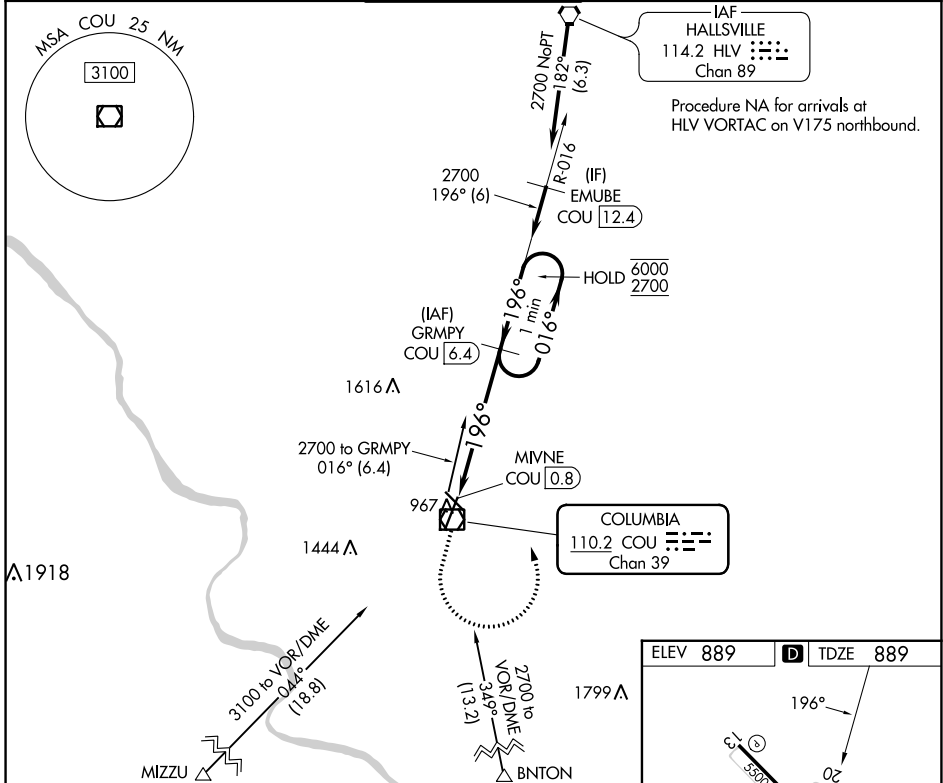 MSA COU 25 NM
3100
IAF
HALLSVILLE
114.2 HLV
Chan 89
Procedure NA for arrivals at
HLV VORTAC on V175 northbound.
2700 NoPT
182°
(6.3)
R-016
2700
196° (6)
(IF)
EMUBE
COU 12.4
HOLD 6000
2700
196°
1 min
016°
(IAF)
GRMPY
COU 6.4
1616
196°
2700 to GRMPY
016° (6.4)
MIVNE
COU 0.8
967
COLUMBIA
110.2 COU
Chan 39
1444
1918
3100 to VOR/DME
044°
(18.8)
2700 to
VOR/DME
349°
(13.2)
1799
MIZZU
BNTON
ELEV 889
D
TDZE 889
196°
13
P
5500
20